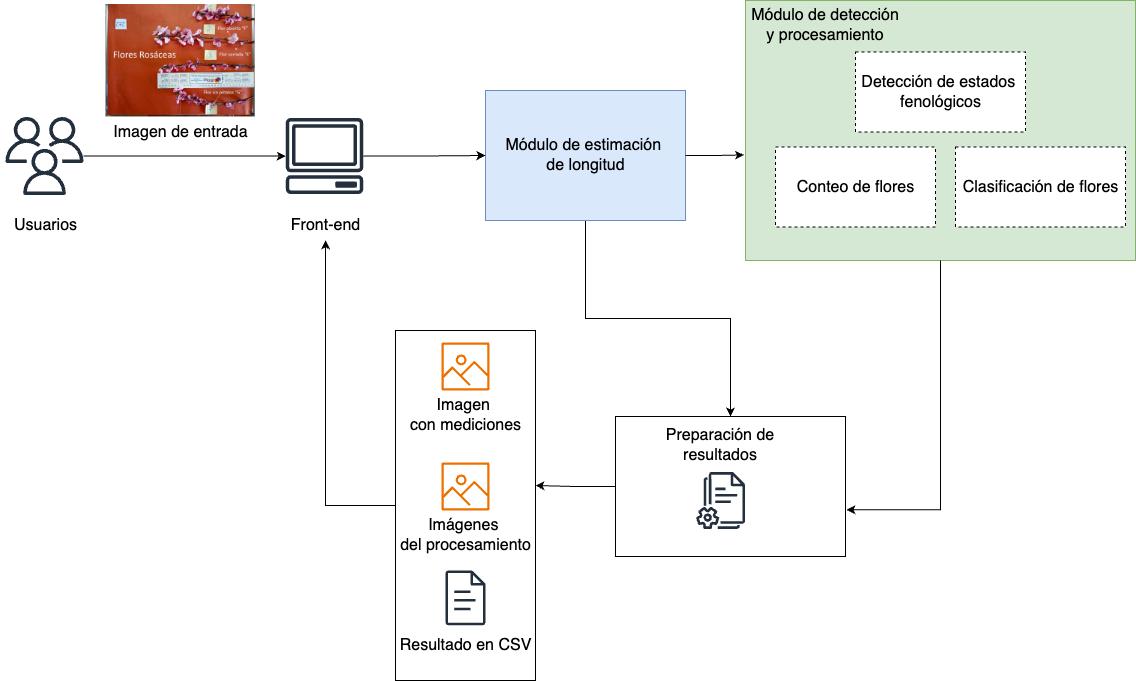 Módulo de detección
y procesamiento
Flor abierta "F"
Flores Rosáceas
Imagen de entrada
Detección de estados
fenológicos
Módulo de estimación
de longitud
Conteo de flores
Clasificación de flores
Usuarios
Front-end
Imagen
con mediciones
Preparación de
resultados
Imágenes
del procesamiento
Resultado en CSV